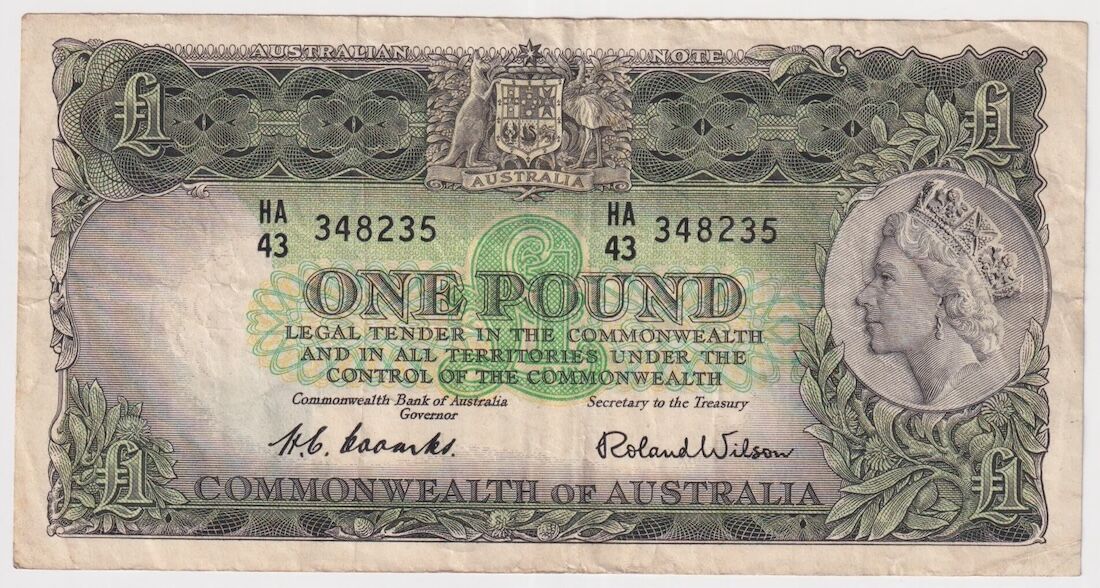 AUSTRALIAN NOTE
£1 £1
AUSTRALIA
HA 43 348235 HA 43 348235
ONE POUND
LEGAL TENDER IN THE COMMONWEALTH
AND IN ALL TERRITORIES UNDER THE
CONTROL OF THE COMMONWEALTH
Commonwealth Bank of Australia Secretary to the Treasury
Governor
H.C. Coombs. Roland Wilson
£1 £1
COMMONWEALTH OF AUSTRALIA